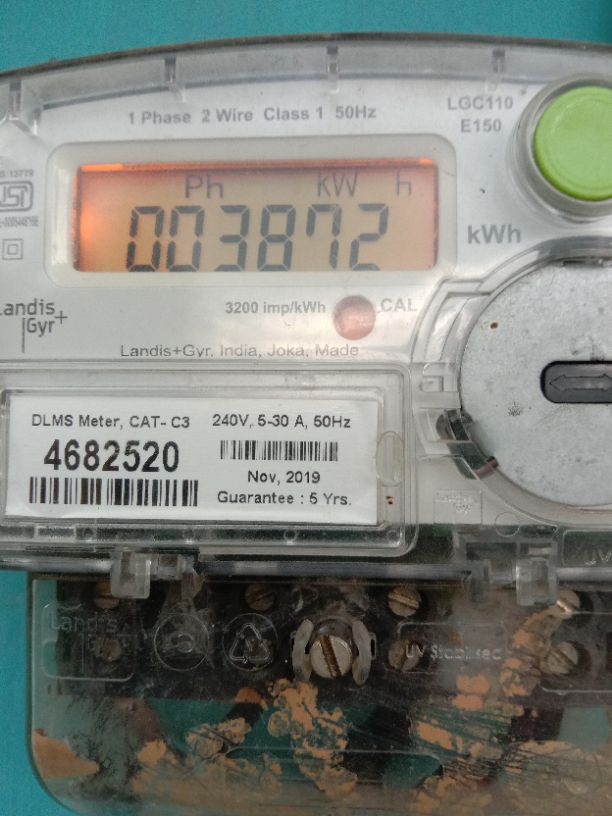 1 Phase 2 Wire Class 1 50Hz
LGC110
E150
Ph kW h
003872
kWh
Landis
Gyr+
3200 imp/kWh
CAL
Landis+Gyr, India, Joka, Made
DLMS Meter, CAT- C3
240V, 5-30 A, 50Hz
4682520
Nov, 2019
Guarantee : 5 Yrs.
UV
Landis
UV Stabilised